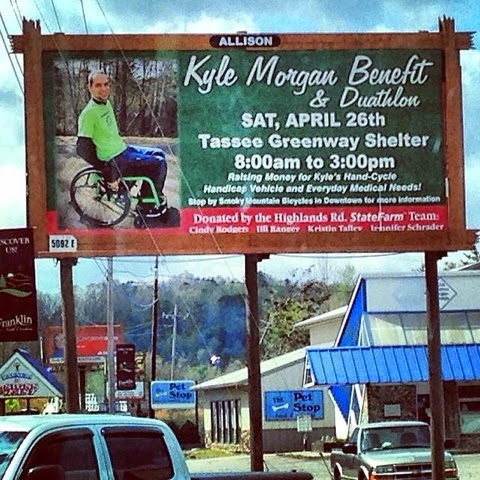 ALLISON
Kyle Morgan Benefit
& Duathlon
SAT, APRIL 26th
Tassee Greenway Shelter
8:00am to 3:00pm
Raising Money for Kyle's Hand-Cycle
Handicap Vehicle and Everyday Medical Needs!
Stop by Smoky Mountain Bicycles in Downtown for more information
Donated by the Highlands Rd. StateFarm Team:
Cindy Rodgers Jill Ranger Kristin Talley Jennifer Schrader
5092 E
Franklin
Pet
Stop
Pet
Stop